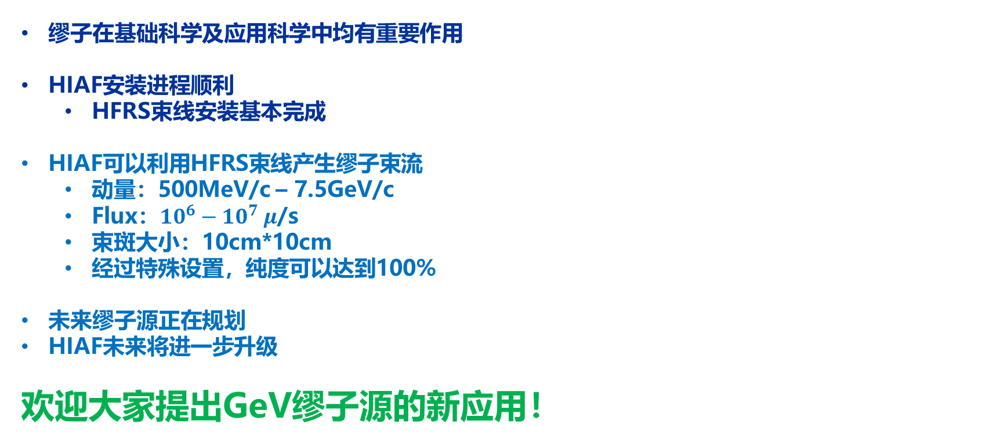 • 缪子在基础科学及应用科学中均有重要作用
• HIAF安装进程顺利
• HFRS束线安装基本完成
• HIAF可以利用HFRS束线产生缪子束流
• 动量：500MeV/c – 7.5GeV/c
• Flux：10⁶ − 10⁷ μ/s
• 束斑大小：10cm*10cm
• 经过特殊设置，纯度可以达到100%
• 未来缪子源正在规划
• HIAF未来将进一步升级
欢迎大家提出GeV缪子源的新应用！